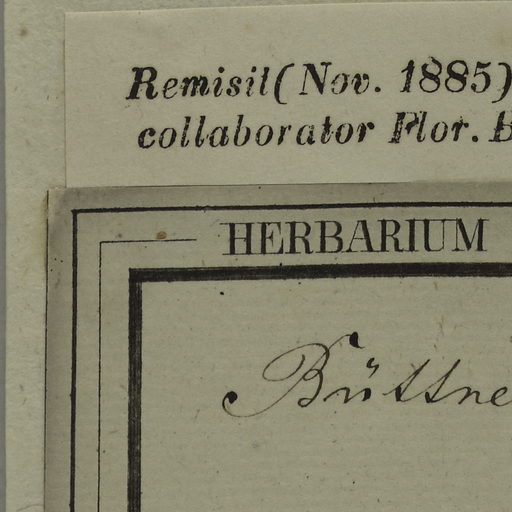 Remisit (Nov. 1885)
collaborator Flor. B
HERBARIUM
Büttne